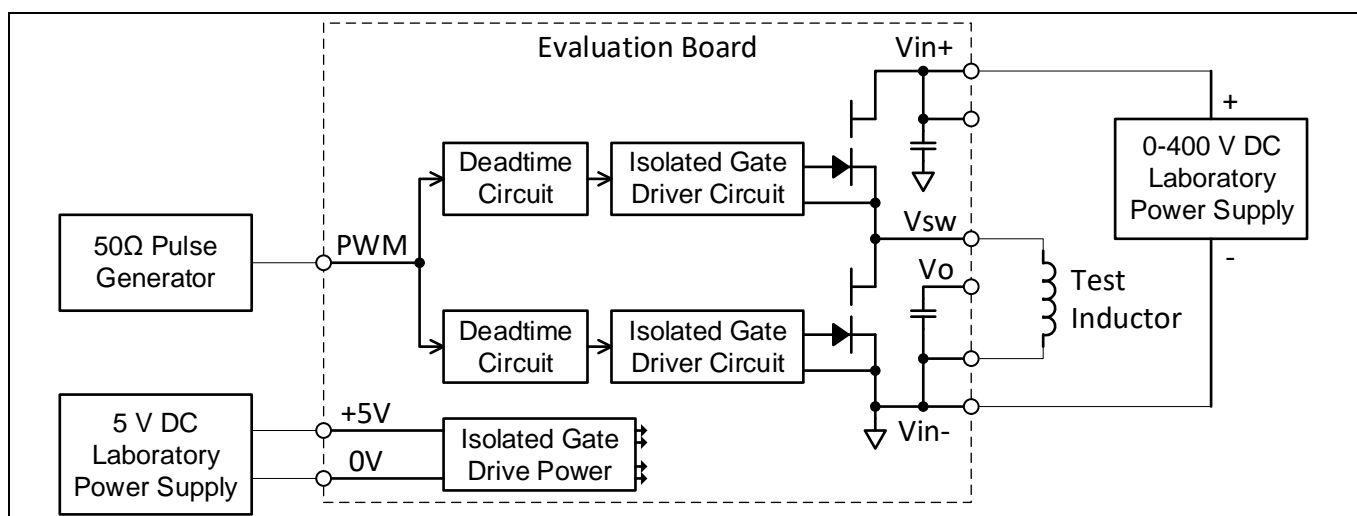 Evaluation Board
Vin+
+
Deadtime
Circuit
Isolated Gate
Driver Circuit
0-400 V DC
Laboratory
Power Supply
50Ω Pulse
Generator
PWM
Vsw
Vo
-
Test
Inductor
Deadtime
Circuit
Isolated Gate
Driver Circuit
5 V DC
Laboratory
Power Supply
+5V
0V
Isolated Gate
Drive Power
Vin-